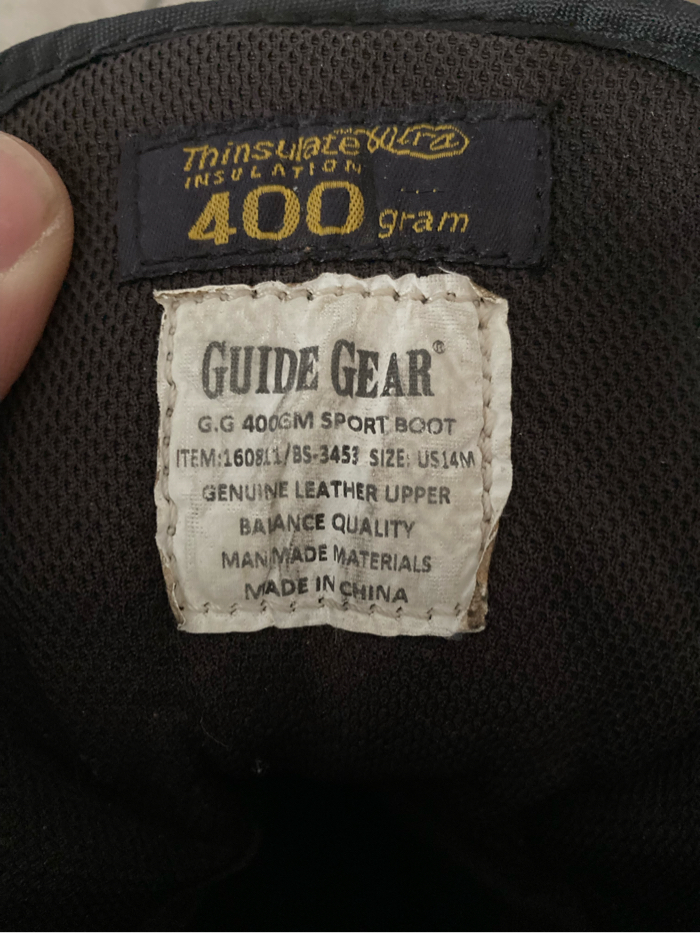 Thinsulate Ultra
INSULATION
400 gram
GUIDE GEAR®
G.G 400GM SPORT BOOT
ITEM:160811/BS-3453 SIZE: US14M
GENUINE LEATHER UPPER
BALANCE QUALITY
MAN MADE MATERIALS
MADE IN CHINA